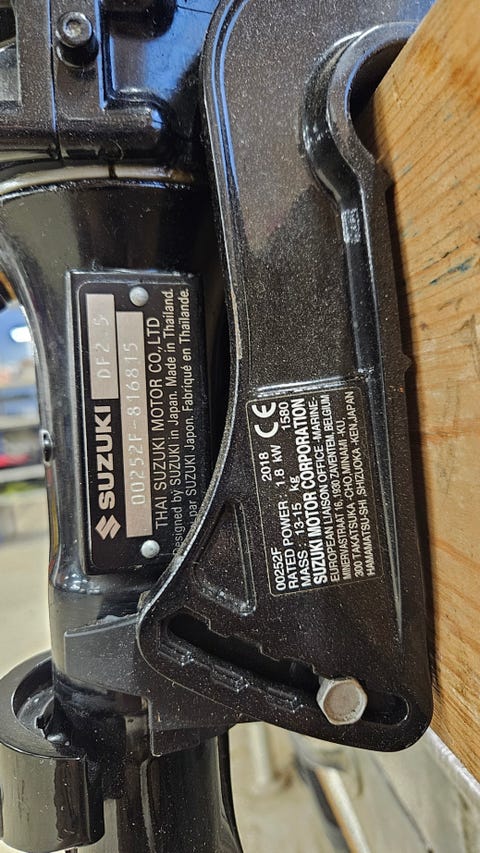 SUZUKI DF2.5
00252F-816815
THAI SUZUKI MOTOR CO.,LTD
Designed by SUZUKI in Japan. Made in Thailand.
par SUZUKI Japon. Fabriqué en Thaïlande.
00252F 2018 CE
RATED POWER : 1.8 kW 1580
MASS : 13-15 kg
SUZUKI MOTOR CORPORATION
EUROPEAN LIMISON OFFICE -MARINE-
MINERVASTRAAT 16, 1930 ZAVENTEM, BELGIUM
300 TAKATSUKA -CHO,MINAMI -KU,
HAMAMATSU-SHI ,SHIZUOKA -KEN,JAPAN